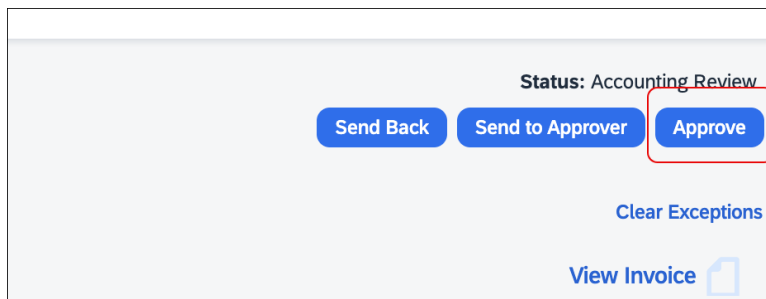 Status: Accounting Review
Send Back Send to Approver Approve
Clear Exceptions
View Invoice